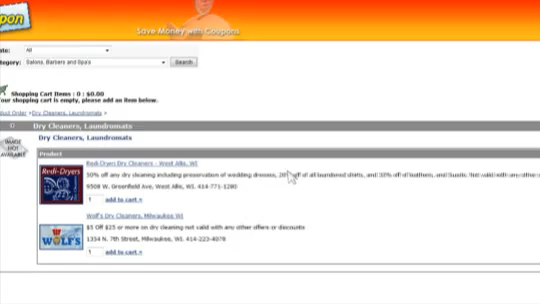 pon
Save Money with Coupons
ate: All
tegory: Salons, Barbers and Spa's Search
Shopping Cart Items : 0 : $0.00
Your shopping cart is empty, please add an item below.
Dry Cleaners, Laundromats
0 Dry Cleaners, Laundromats
IMAGE NOT AVAILABLE
Dry Cleaners, Laundromats
Product
Redi-Dryers
Redi-Dryers Dry Cleaners - West Allis, WI
50% off any dry cleaning including preservation of wedding dresses, off of all laundered shirts, and 30% off of leathers, and Not valid with any other
9508 W. Greenfield Ave, West Allis, WI. 414-771-1280
1 add to cart +
WOLF'S
Wolf's Dry Cleaners, Milwaukee WI
$5 Off $25 or more on dry cleaning not valid with any other offers or discounts
1354 N. 7th Street, Milwaukee, WI. 414-223-4078
1 add to cart +